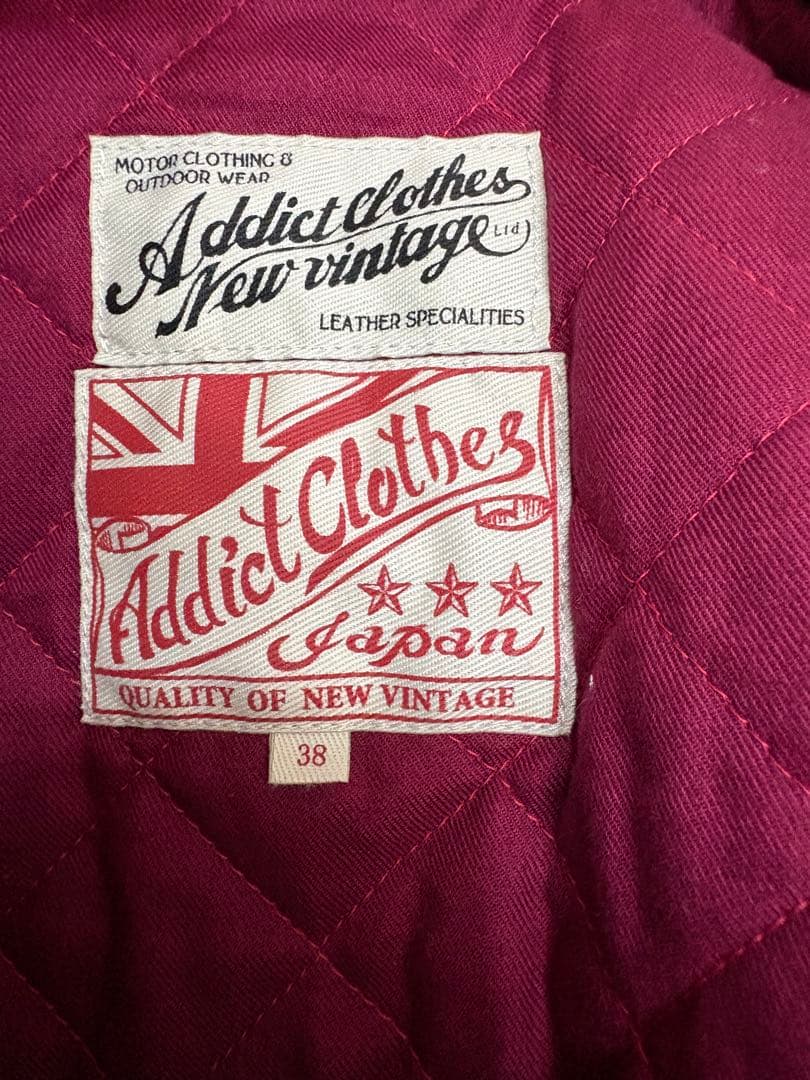 MOTOR CLOTHING &
OUTDOOR WEAR
Addict Clothes
New vintage Ltd
LEATHER SPECIALITIES
Addict Clothes
Japan
QUALITY OF NEW VINTAGE
38